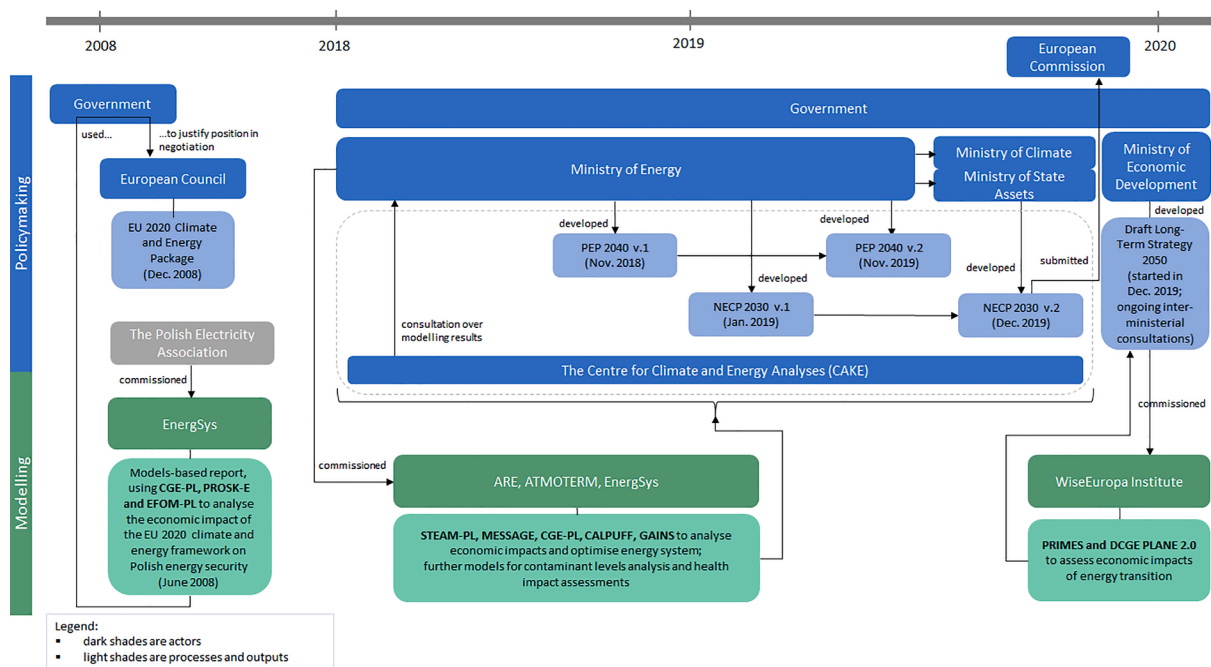 2008
2018
2019
2020
Policymaking
Modelling
Government
used...
...to justify position in
negotiation
European Council
EU 2020 Climate
and Energy
Package
(Dec. 2008)
The Polish Electricity
Association
commissioned
EnergSys
Models-based report,
using CGE-PL, PROSK-E
and EFOM-PL to analyse
the economic impact of
the EU 2020 climate and
energy framework on
Polish energy security
(June 2008)
European
Commission
Government
Ministry of Energy
Ministry of Climate
Ministry of State
Assets
Ministry of
Economic
Development
developed
PEP 2040 v.1
(Nov. 2018)
developed
PEP 2040 v.2
(Nov. 2019)
developed
NECP 2030 v.1
(Jan. 2019)
developed
NECP 2030 v.2
(Dec. 2019)
submitted
developed
Draft Long-
Term Strategy
2050
(started in
Dec. 2019;
ongoing inter-
ministerial
consultations)
consultation over
modelling results
The Centre for Climate and Energy Analyses (CAKE)
commissioned
ARE, ATMOTERM, EnergSys
STEAM-PL, MESSAGE, CGE-PL, CALPUFF, GAINS to analyse
economic impacts and optimise energy system;
further models for contaminant levels analysis and health
impact assessments
commissioned
WiseEuropa Institute
PRIMES and DCGE PLANE 2.0
to assess economic impacts
of energy transition
Legend:
▪ dark shades are actors
▪ light shades are processes and outputs